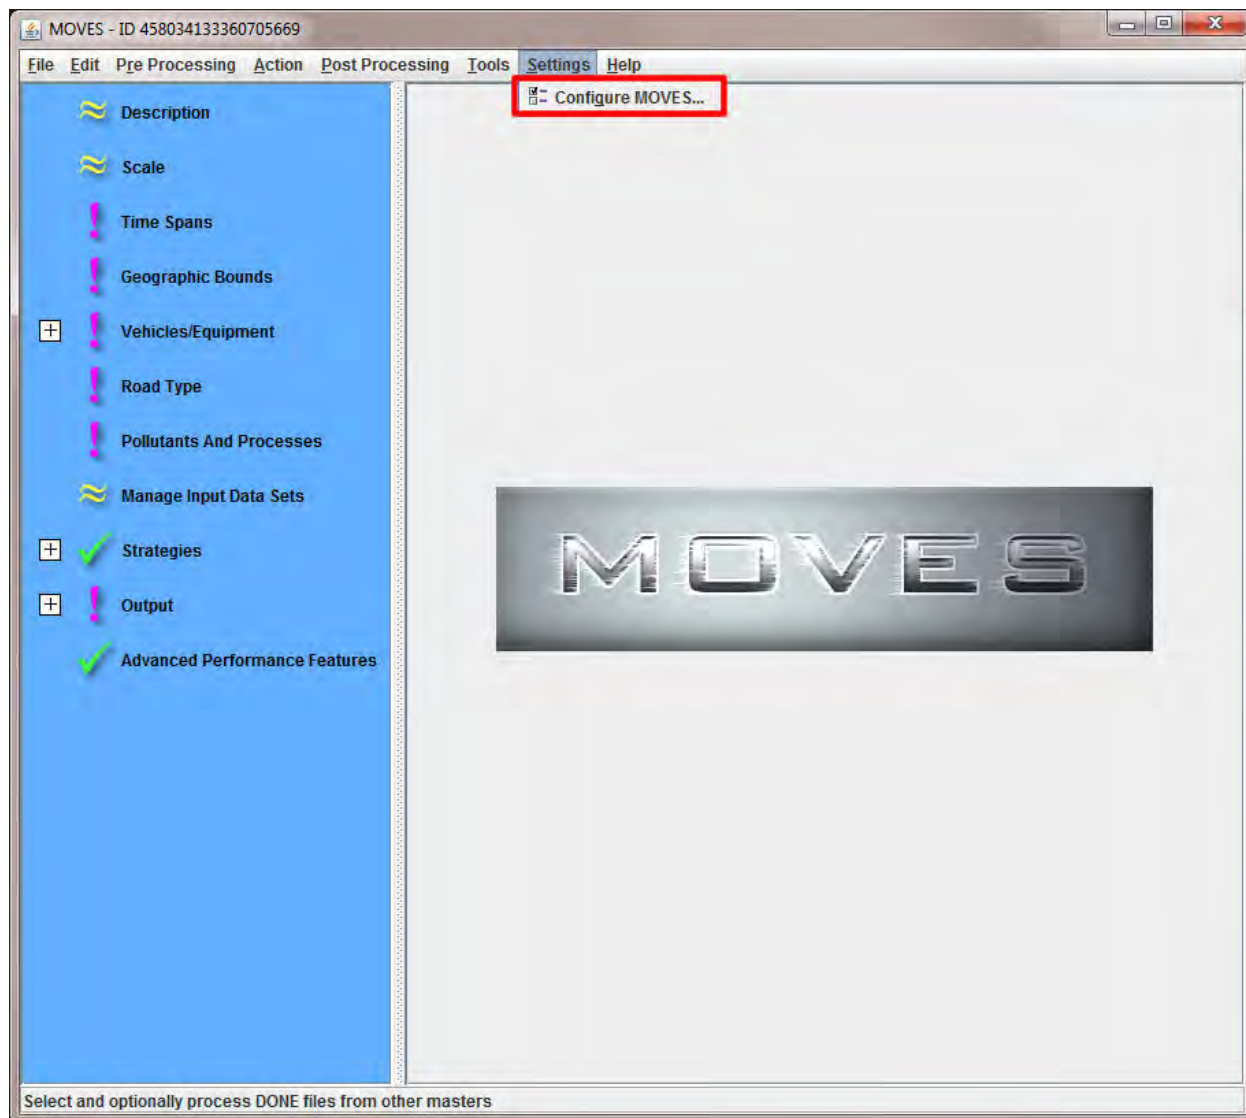 MOVES - ID 458034133360705669
File Edit Pre Processing Action Post Processing Tools Settings Help
Configure MOVES...
Description
Scale
Time Spans
Geographic Bounds
Vehicles/Equipment
Road Type
Pollutants And Processes
Manage Input Data Sets
Strategies
Output
Advanced Performance Features
MOVES
Select and optionally process DONE files from other masters